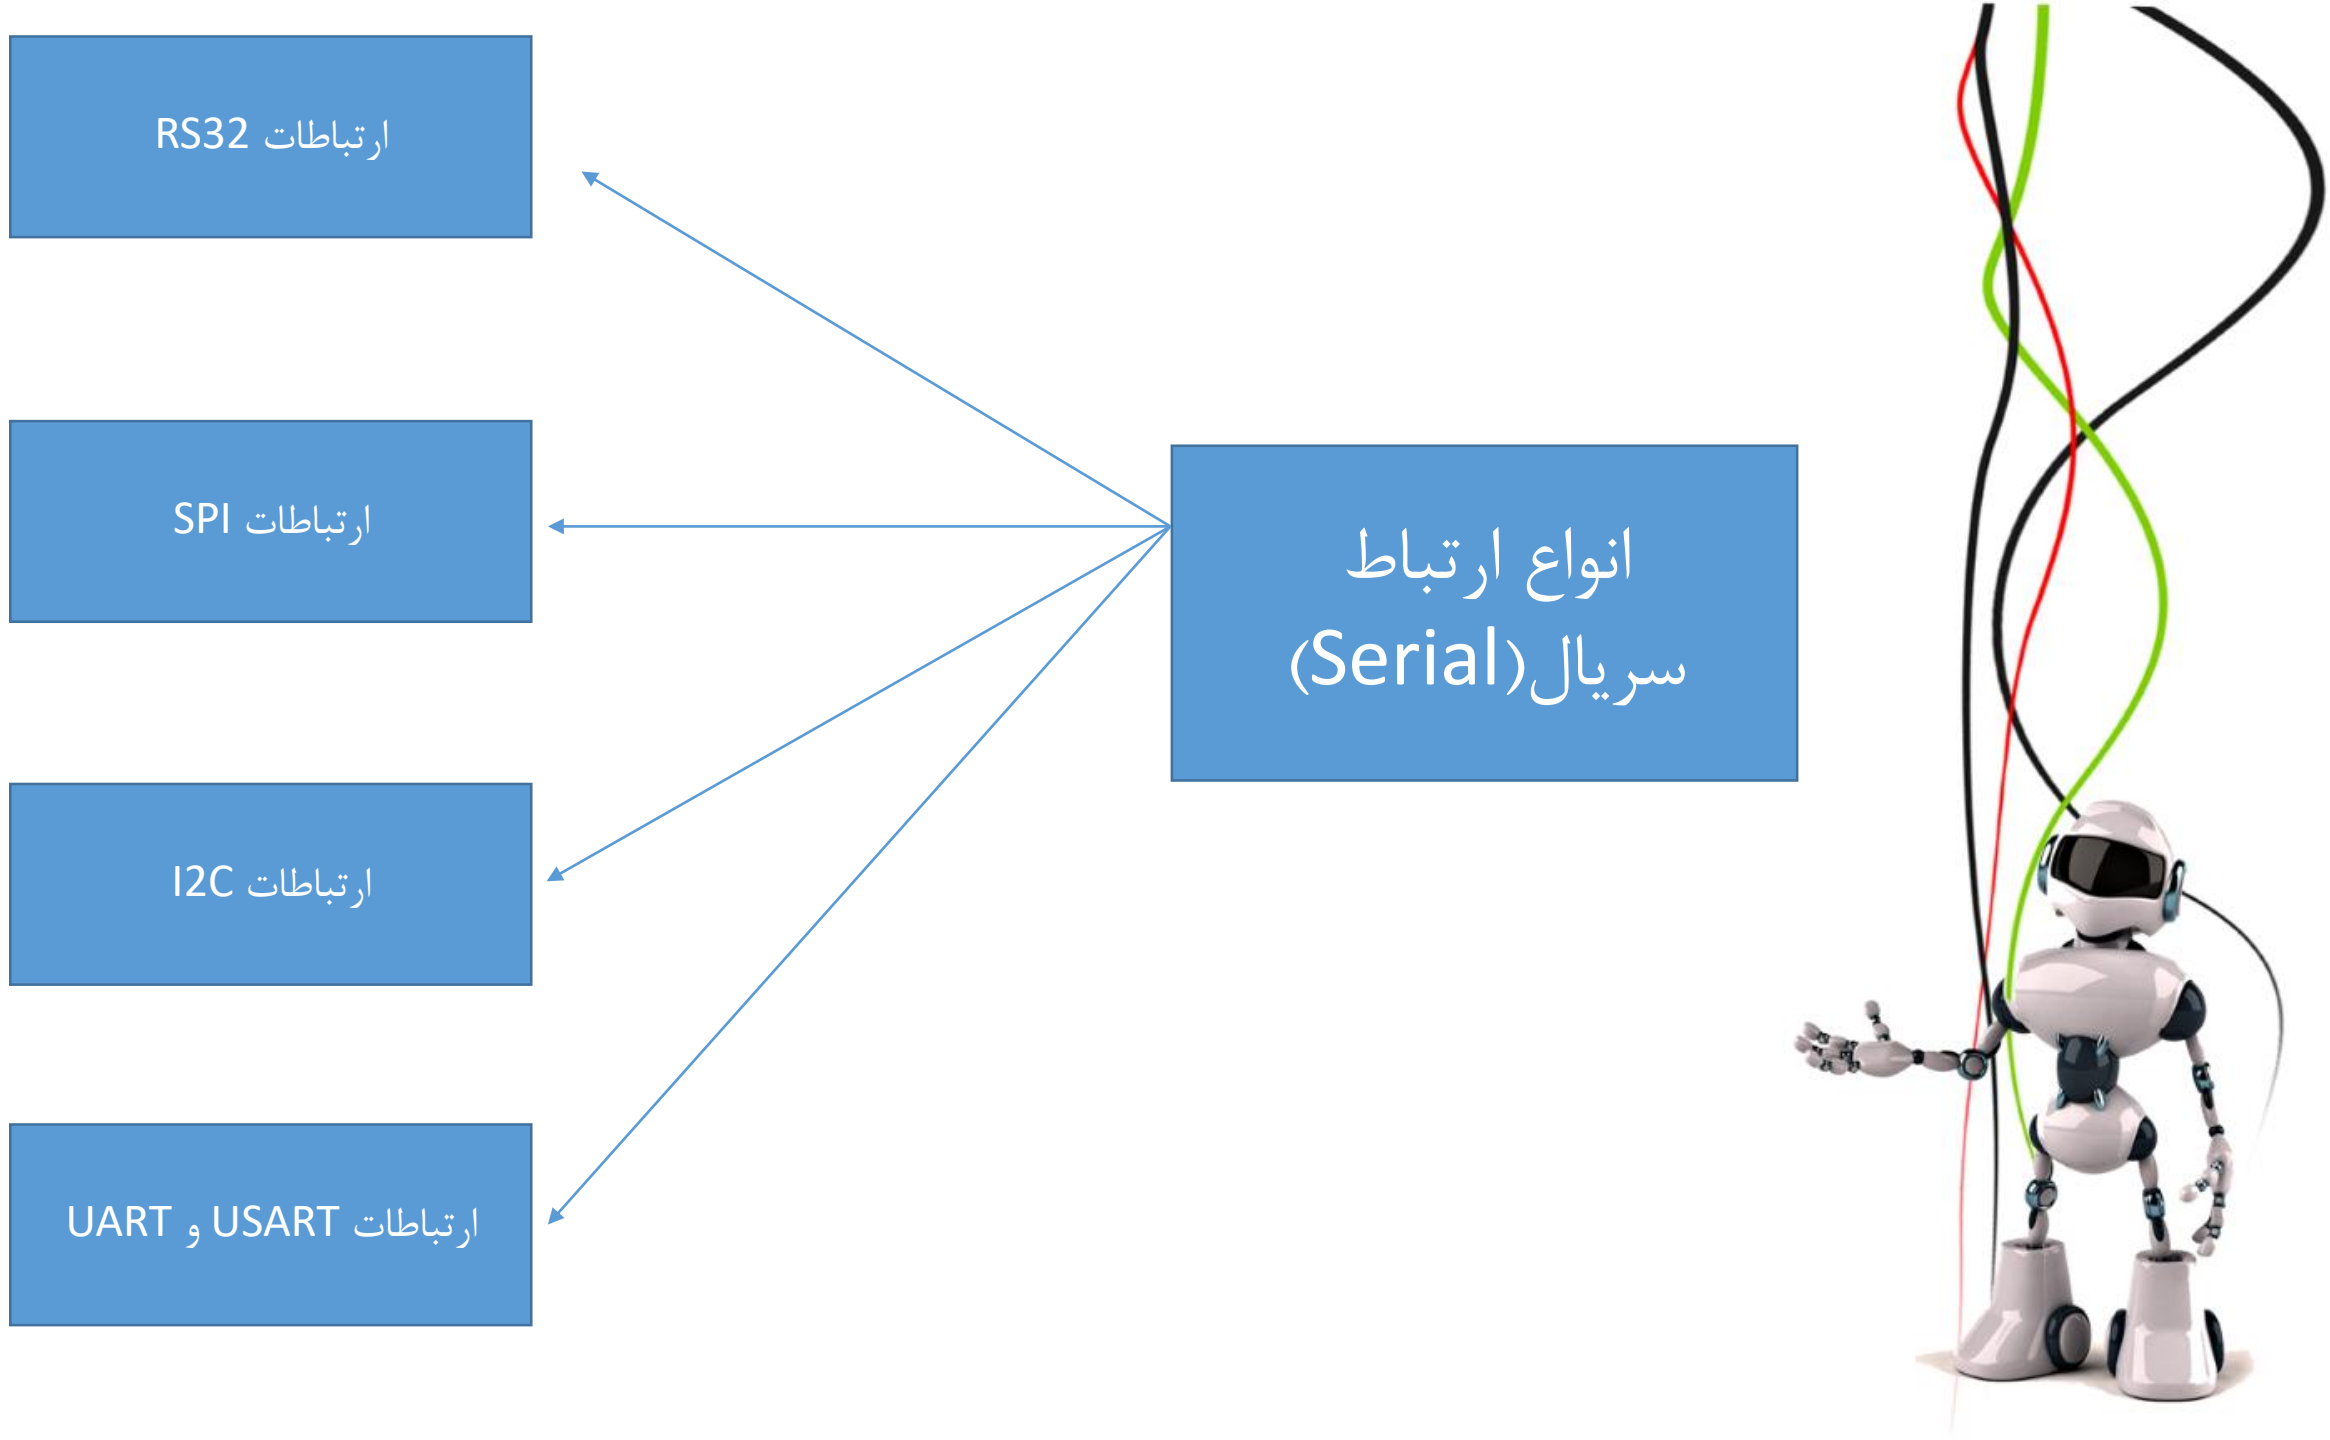 انواع ارتباط
سریال(Serial)
ارتباطات RS32
ارتباطات SPI
ارتباطات I2C
ارتباطات USART و UART